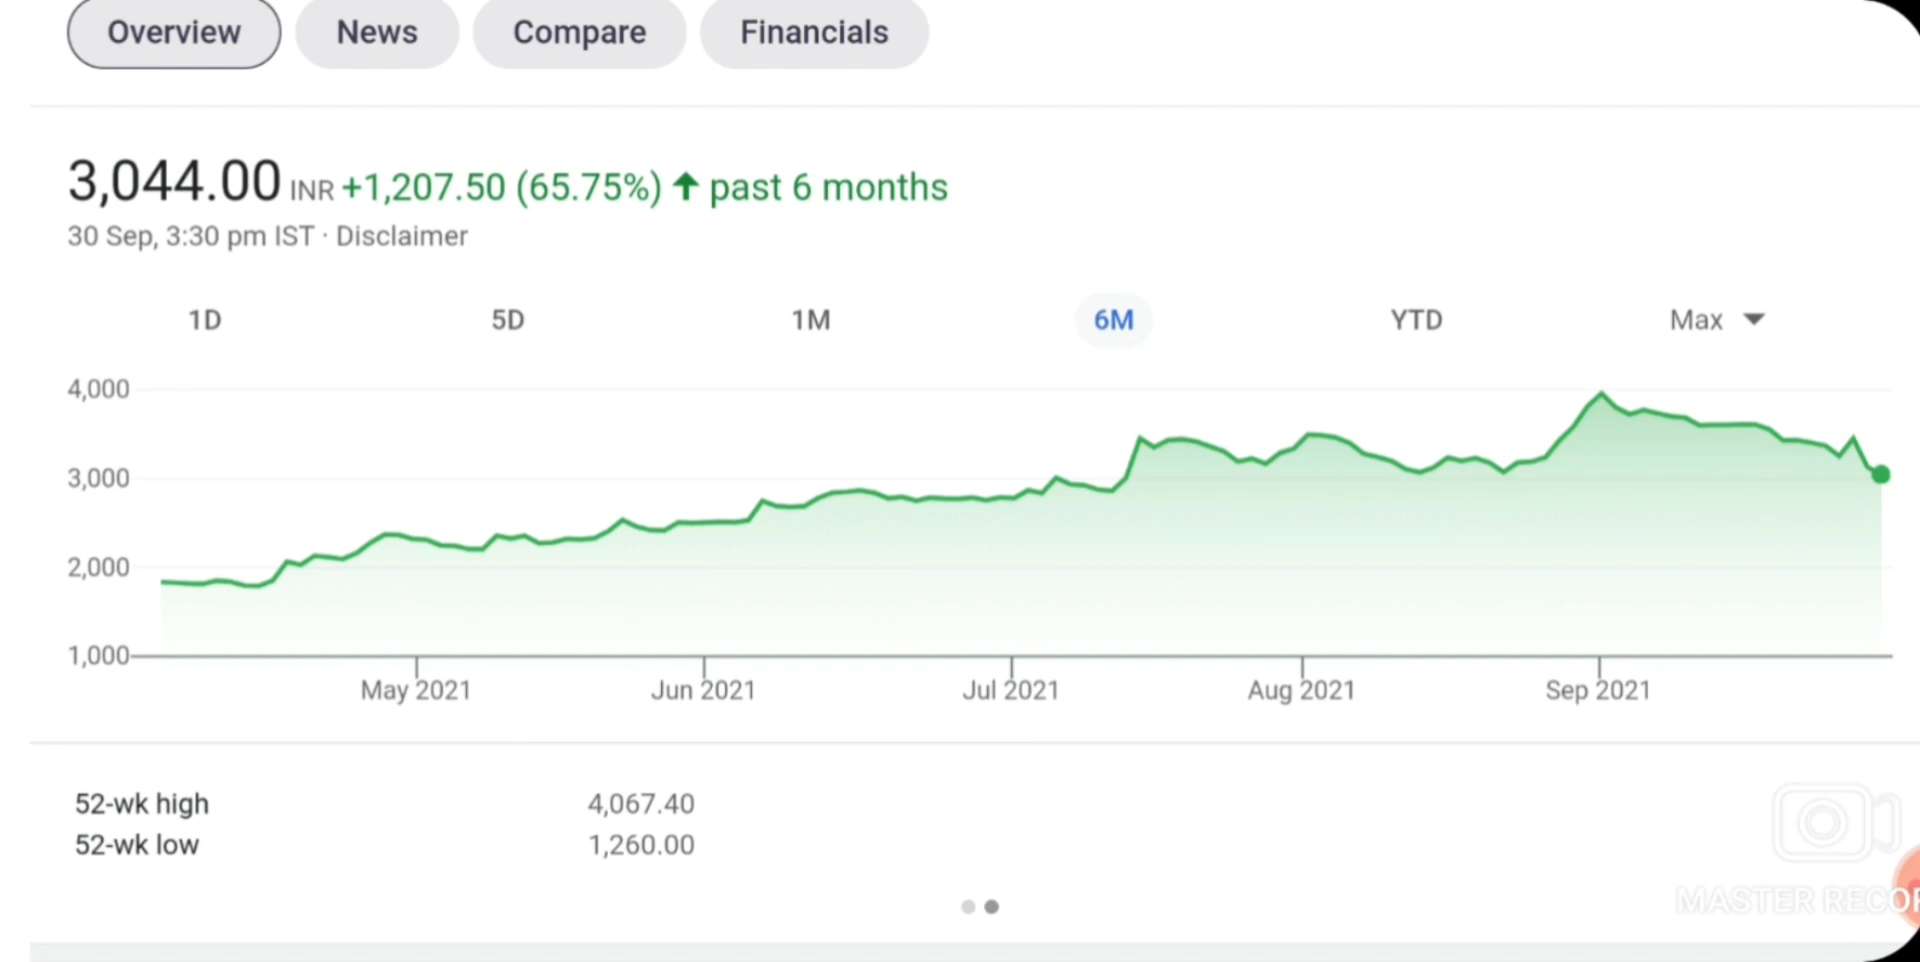 Overview News Compare Financials
3,044.00 INR +1,207.50 (65.75%) ↑ past 6 months
30 Sep, 3:30 pm IST · Disclaimer
1D 5D 1M 6M YTD Max
4,000
3,000
2,000
1,000
May 2021 Jun 2021 Jul 2021 Aug 2021 Sep 2021
52-wk high 4,067.40
52-wk low 1,260.00
MASTER RECOR